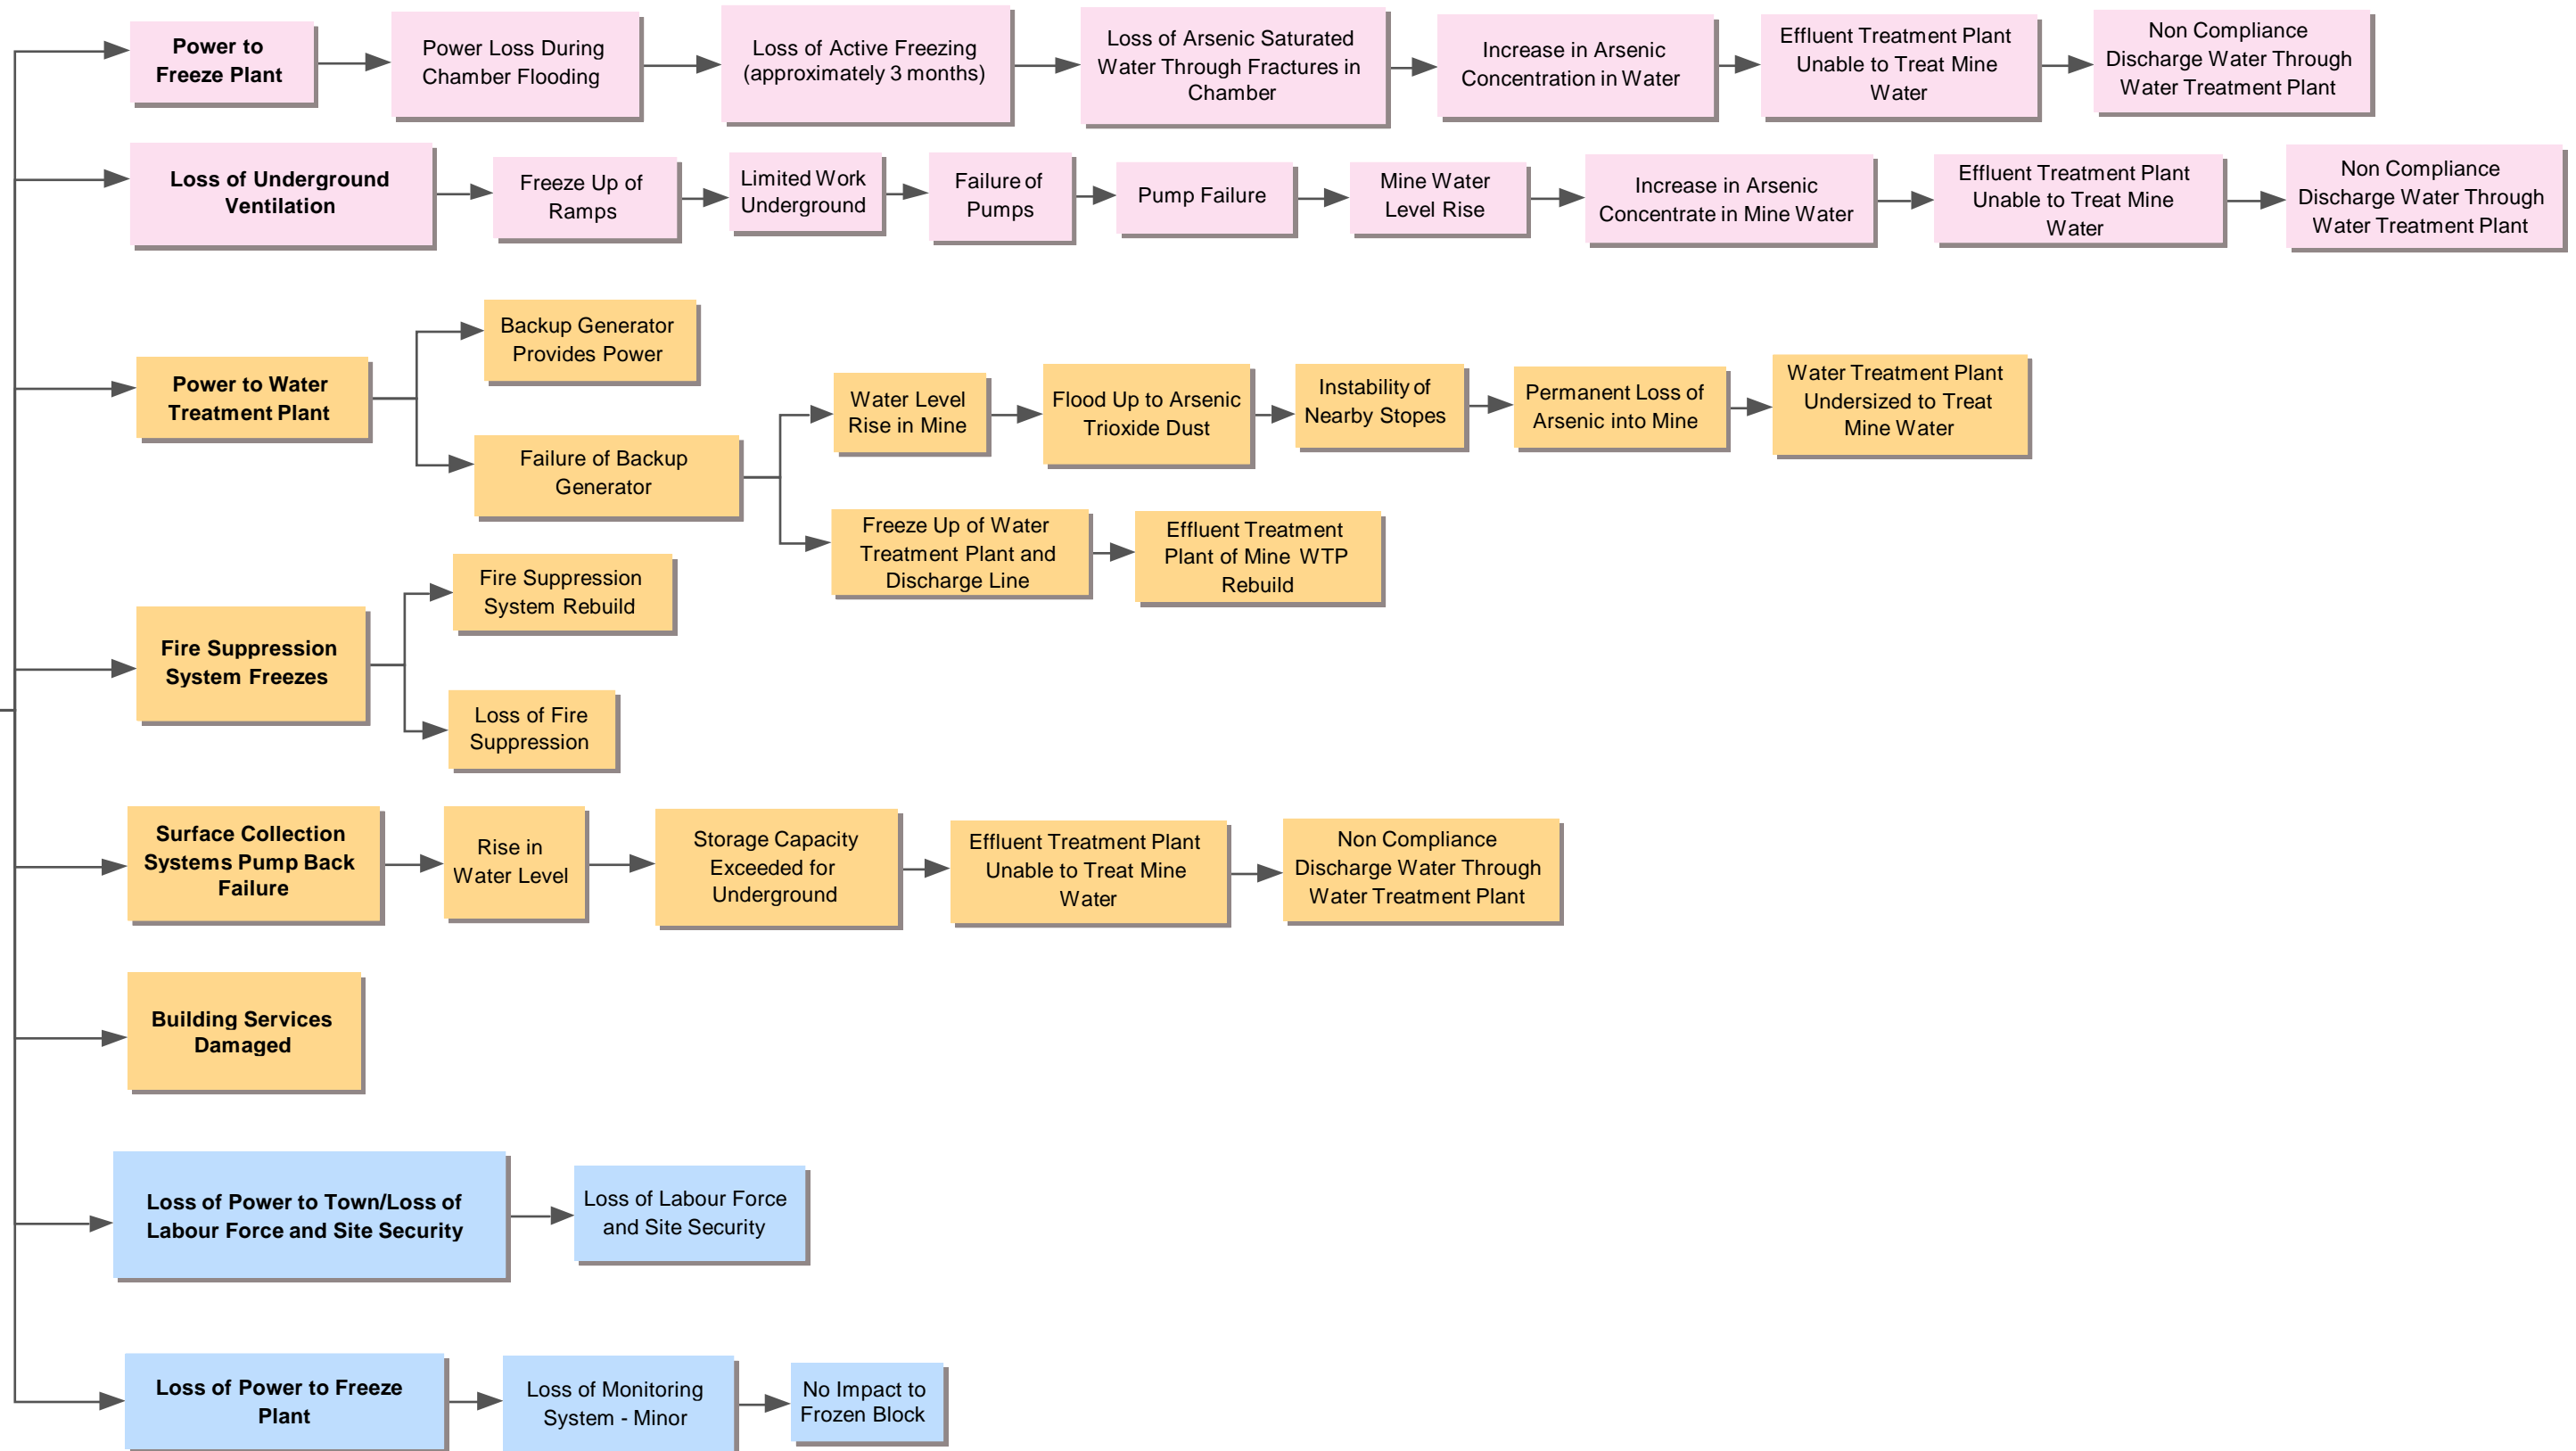 Power to
Freeze Plant
Power Loss During
Chamber Flooding
Loss of Active Freezing
(approximately 3 months)
Loss of Arsenic Saturated
Water Through Fractures in
Chamber
Increase in Arsenic
Concentration in Water
Effluent Treatment Plant
Unable to Treat Mine
Water
Non Compliance
Discharge Water Through
Water Treatment Plant
Loss of Underground
Ventilation
Freeze Up of
Ramps
Limited Work
Underground
Failure of
Pumps
Pump Failure
Mine Water
Level Rise
Increase in Arsenic
Concentrate in Mine Water
Effluent Treatment Plant
Unable to Treat Mine
Water
Non Compliance
Discharge Water Through
Water Treatment Plant
Power to Water
Treatment Plant
Backup Generator
Provides Power
Failure of Backup
Generator
Water Level
Rise in Mine
Flood Up to Arsenic
Trioxide Dust
Instability of
Nearby Stopes
Permanent Loss of
Arsenic into Mine
Water Treatment Plant
Undersized to Treat
Mine Water
Freeze Up of Water
Treatment Plant and
Discharge Line
Effluent Treatment
Plant of Mine WTP
Rebuild
Fire Suppression
System Freezes
Fire Suppression
System Rebuild
Loss of Fire
Suppression
Surface Collection
Systems Pump Back
Failure
Rise in
Water Level
Storage Capacity
Exceeded for
Underground
Effluent Treatment Plant
Unable to Treat Mine
Water
Non Compliance
Discharge Water Through
Water Treatment Plant
Building Services
Damaged
Loss of Power to Town/Loss of
Labour Force and Site Security
Loss of Labour Force
and Site Security
Loss of Power to Freeze
Plant
Loss of Monitoring
System - Minor
No Impact to
Frozen Block